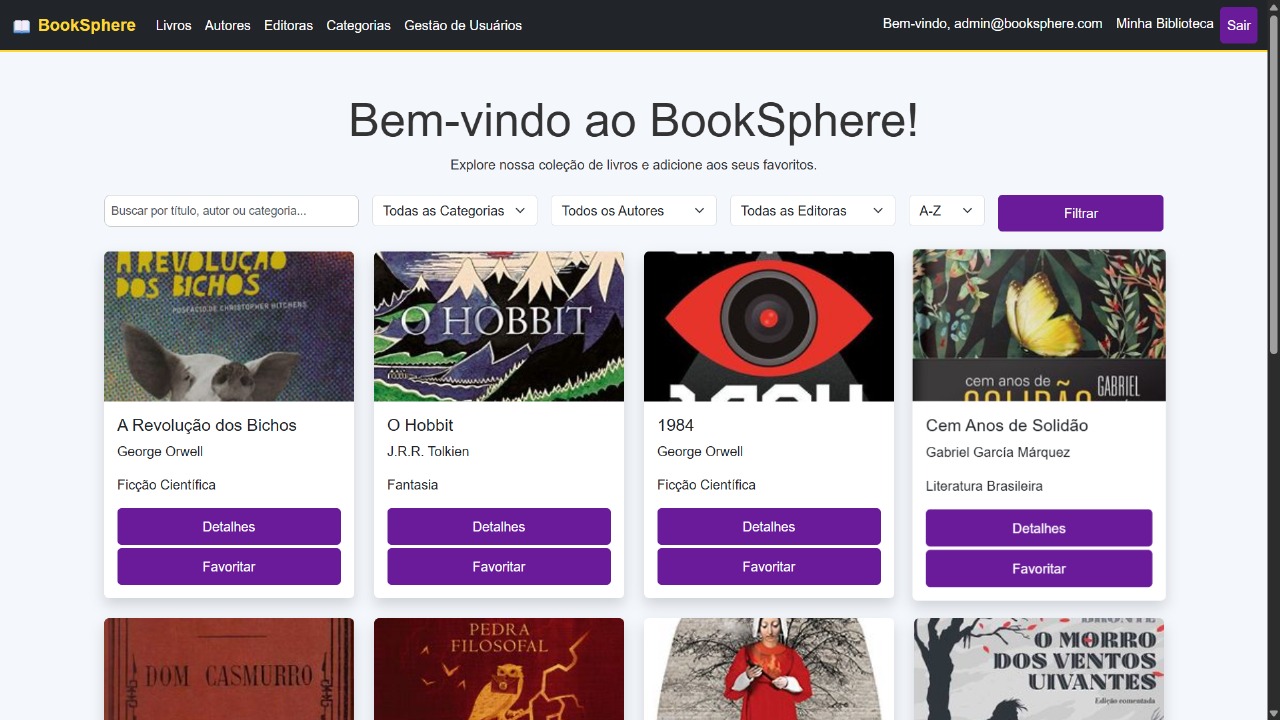 BookSphere Livros Autores Editoras Categorias Gestão de Usuários Bem-vindo, admin@booksphere.com Minha Biblioteca Sair
Bem-vindo ao BookSphere!
Explore nossa coleção de livros e adicione aos seus favoritos.
Buscar por título, autor ou categoria... Todas as Categorias Todos os Autores Todas as Editoras A-Z Filtrar
A REVOLUÇÃO
DOS BICHOS
POSFÁCIO DE CHRISTOPHER HITCHENS
O HOBBIT
cem anos de
SOLIDÃO
GABRIEL
A Revolução dos Bichos
George Orwell
Ficção Científica
Detalhes
Favoritar
O Hobbit
J.R.R. Tolkien
Fantasia
Detalhes
Favoritar
1984
George Orwell
Ficção Científica
Detalhes
Favoritar
Cem Anos de Solidão
Gabriel García Márquez
Literatura Brasileira
Detalhes
Favoritar
DOM CASMURRO
PEDRA
FILOSOFAL
BRONTË
O MORRO
DOS VENTOS
UIVANTES
Edição comentada